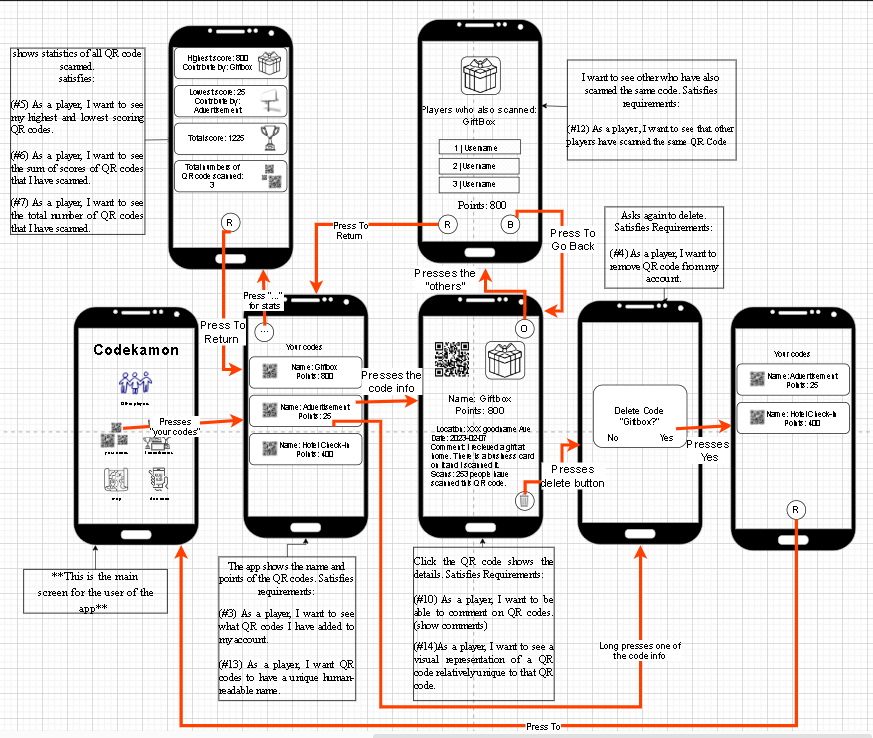 shows statistics of all QR code
scanned.
satisfies:
(#5) As a player, I want to see
my highest and lowest scoring
QR codes.
(#6) As a player, I want to see
the sum of scores of QR codes
that I have scanned.
(#7) As a player, I want to see
the total number of QR codes
that I have scanned.
Highest score: 800
Contribute by: Giftbox
Lowest score: 25
Contribute by:
Advertisement
Total score: 1225
Total numbers of
QR code scanned:
3
R
Players who also scanned:
GiftBox
1 | Username
2 | Username
3 | Username
Points: 800
R
B
I want to see other who have also
scanned the same code. Satisfies
requirements:
(#12) As a player, I want to see that other
players have scanned the same QR Code
Press To
Return
Press To
Go Back
Presses the
"others"
Asks again to delete.
Satisfies Requirements:
(#4) As a player, I want to
remove QR code from my
account.
Press "..."
for stats
Press To
Return
Codekamon
Presses
"your codes"
...
Your codes
Name: Giftbox
Points: 800
Name: Advertisement
Points: 25
Name: Hotel Check-In
Points: 400
Presses the
code info
O
Name: Giftbox
Points: 800
Location: XXX goodname Ave
Date: 2023-02-07
Comment: I recieved a gift at
home. There is a business card
on it and I scanned it.
Scans: 253 people have
scanned this QR code.
Presses
delete button
Delete Code
"Giftbox?"
No
Yes
Presses
Yes
Your codes
Name: Advertisement
Points: 25
Name: Hotel Check-In
Points: 400
R
**This is the main
screen for the user of the
app**
The app shows the name and
points of the QR codes. Satisfies
requirements:
(#3) As a player, I want to see
what QR codes I have added to
my account.
(#13) As a player, I want QR
codes to have a unique human-
readable name.
Click the QR code shows the
details. Satisfies Requirements:
(#10) As a player, I want to be
able to comment on QR codes.
(show comments)
(#14)As a player, I want to see a
visual representation of a QR
code relatively unique to that QR
code.
Long presses one of
the code info
Press To